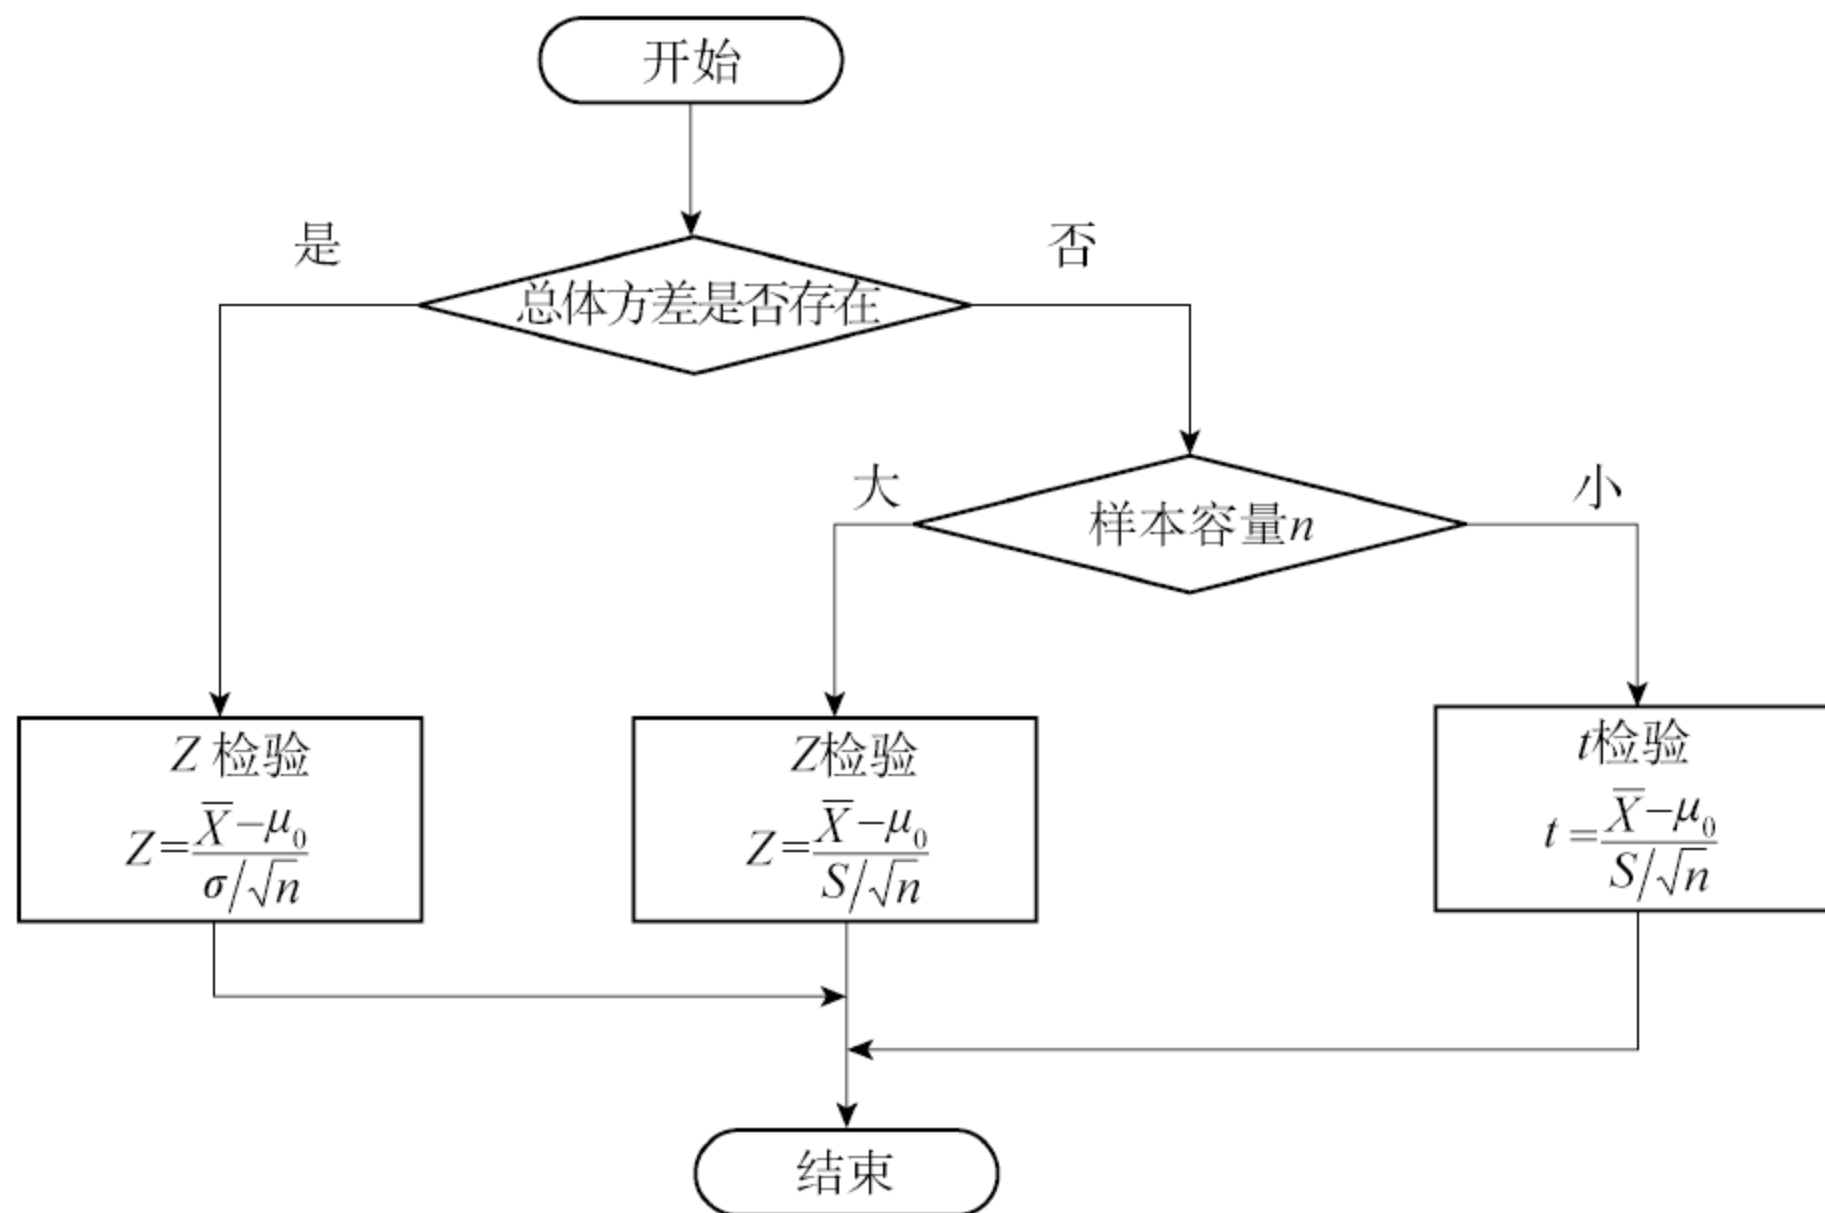 开始
是
否
总体方差是否存在
大
样本容量n
小
Z 检验
Z=X̄−μ₀/σ/√n
Z检验
Z=X̄−μ₀/S/√n
t检验
t=X̄−μ₀/S/√n
结束